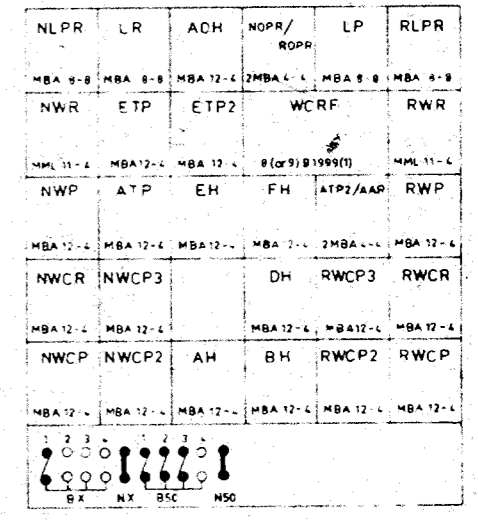 NLPR LR ACH NOPR/ LP RLPR
ROPR
MBA 8-8 MBA 8-8 MBA 12-4 2MBA 4-4 MBA 8-8 MBA 8-8
NWR ETP ETP2 WCRF RWR
MML 11-4 MBA 12-4 MBA 12-4 8 (or 9) B 1999(1) MML 11-4
NWP ATP EH FH ATP2/AAP RWP
MBA 12-4 MBA 12-4 MBA 12-4 MBA 12-4 2MBA 4-4 MBA 12-4
NWCR NWCP3 DH RWCP3 RWCR
MBA 12-4 MBA 12-4 MBA 12-4 MBA 12-4 MBA 12-4
NWCP NWCP2 AH BH RWCP2 RWCP
MBA 12-4 MBA 12-4 MBA 12-4 MBA 12-4 MBA 12-4 MBA 12-4
1 2 3 4 1 2 3 4
BX NX B50 N50